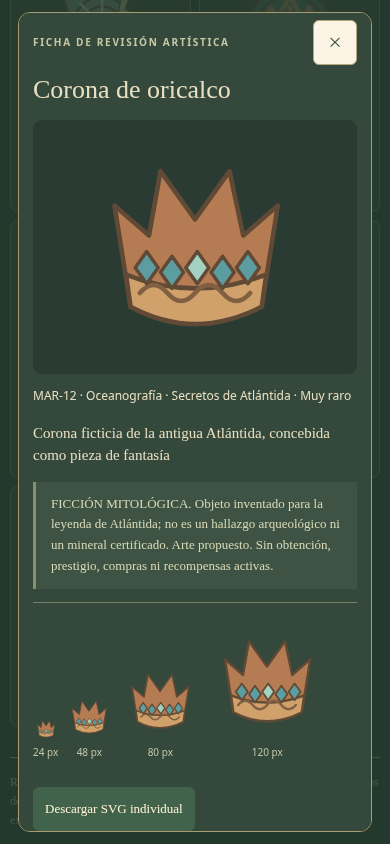 FICHA DE REVISIÓN ARTÍSTICA
×
Corona de oricalco
MAR-12 · Oceanografía · Secretos de Atlántida · Muy raro
Corona ficticia de la antigua Atlántida, concebida
como pieza de fantasía
FICCIÓN MITOLÓGICA. Objeto inventado para la
leyenda de Atlántida; no es un hallazgo arqueológico ni
un mineral certificado. Arte propuesto. Sin obtención,
prestigio, compras ni recompensas activas.
24 px 48 px 80 px 120 px
Descargar SVG individual